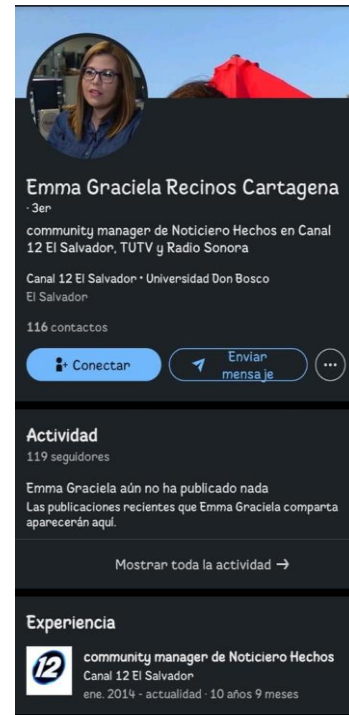 Emma Graciela Recinos Cartagena
· 3er
community manager de Noticiero Hechos en Canal
12 El Salvador, TUTV y Radio Sonora
Canal 12 El Salvador • Universidad Don Bosco
El Salvador
116 contactos
Conectar
Enviar
mensaje
Actividad
119 seguidores
Emma Graciela aún no ha publicado nada
Las publicaciones recientes que Emma Graciela comparta
aparecerán aquí.
Mostrar toda la actividad →
Experiencia
12
community manager de Noticiero Hechos
Canal 12 El Salvador
ene. 2014 - actualidad · 10 años 9 meses